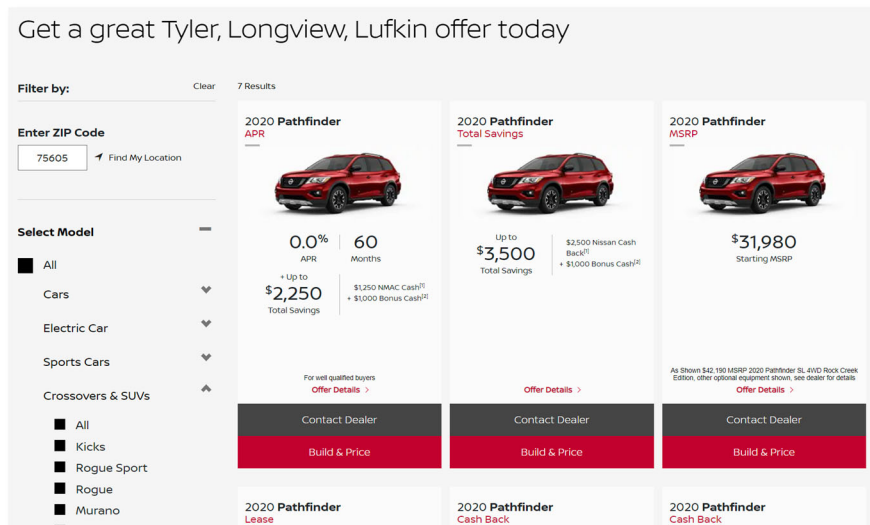 Get a great Tyler, Longview, Lufkin offer today
Filter by:
Clear
Enter ZIP Code
75605
Find My Location
Select Model
All
Cars
Electric Car
Sports Cars
Crossovers & SUVs
All
Kicks
Rogue Sport
Rogue
Murano
7 Results
2020 Pathfinder
APR
0.0%
APR
60
Months
+ Up to
$2,250
Total Savings
$1,250 NMAC Cash[1]
+ $1,000 Bonus Cash[2]
For well qualified buyers
Offer Details
Contact Dealer
Build & Price
2020 Pathfinder
Total Savings
Up to
$3,500
Total Savings
$2,500 Nissan Cash
Back[1]
+ $1,000 Bonus Cash[2]
Offer Details
Contact Dealer
Build & Price
2020 Pathfinder
MSRP
$31,980
Starting MSRP
As Shown $42,190 MSRP 2020 Pathfinder SL 4WD Rock Creek
Edition, other optional equipment shown, see dealer for details
Offer Details
Contact Dealer
Build & Price
2020 Pathfinder
Lease
2020 Pathfinder
Cash Back
2020 Pathfinder
Cash Back